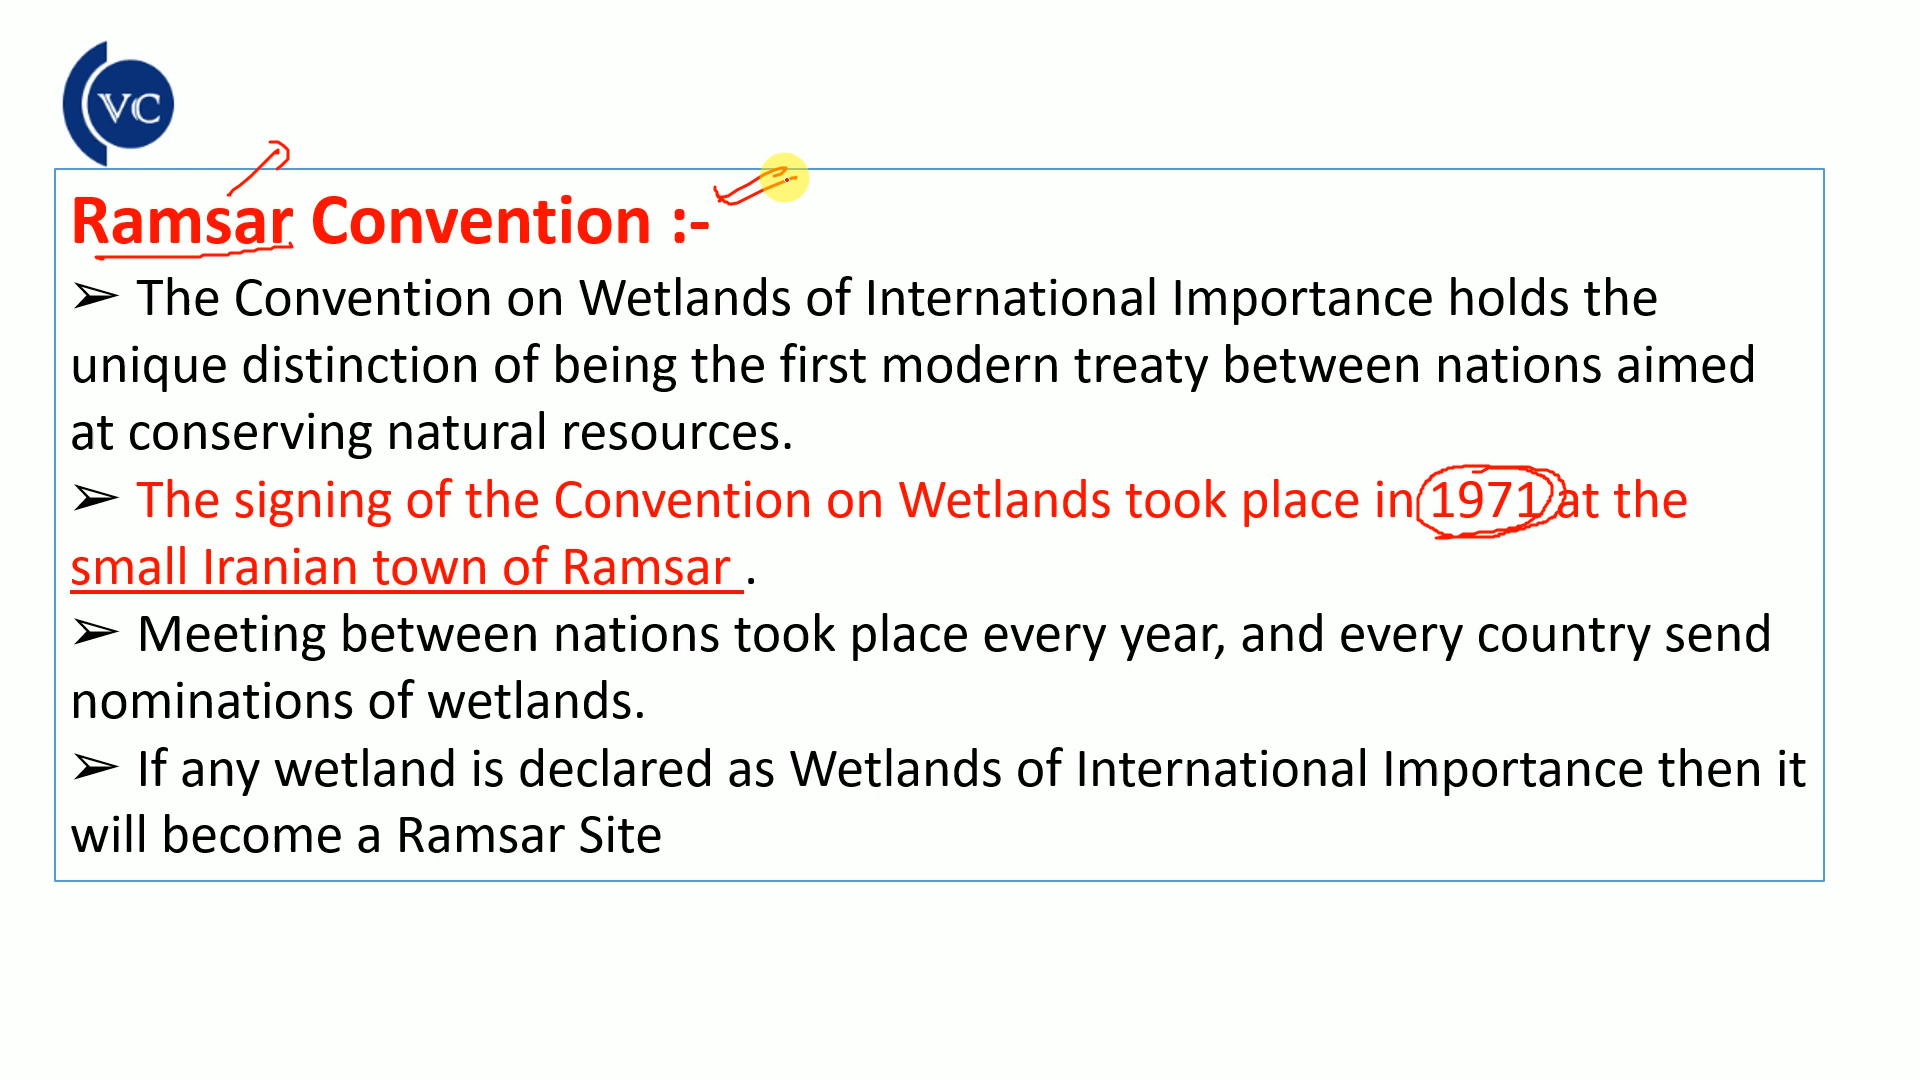 VC
Ramsar Convention :-
➢ The Convention on Wetlands of International Importance holds the
unique distinction of being the first modern treaty between nations aimed
at conserving natural resources.
➢ The signing of the Convention on Wetlands took place in 1971 at the
small Iranian town of Ramsar .
➢ Meeting between nations took place every year, and every country send
nominations of wetlands.
➢ If any wetland is declared as Wetlands of International Importance then it
will become a Ramsar Site